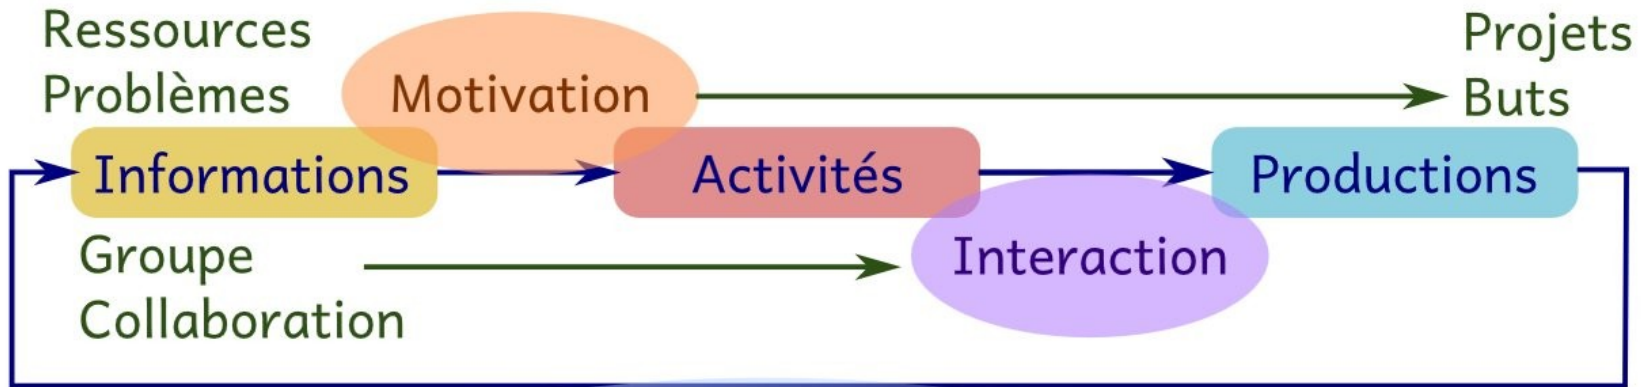 Ressources
Problèmes
Motivation
Projets
Buts
Informations
Activités
Productions
Groupe
Collaboration
Interaction